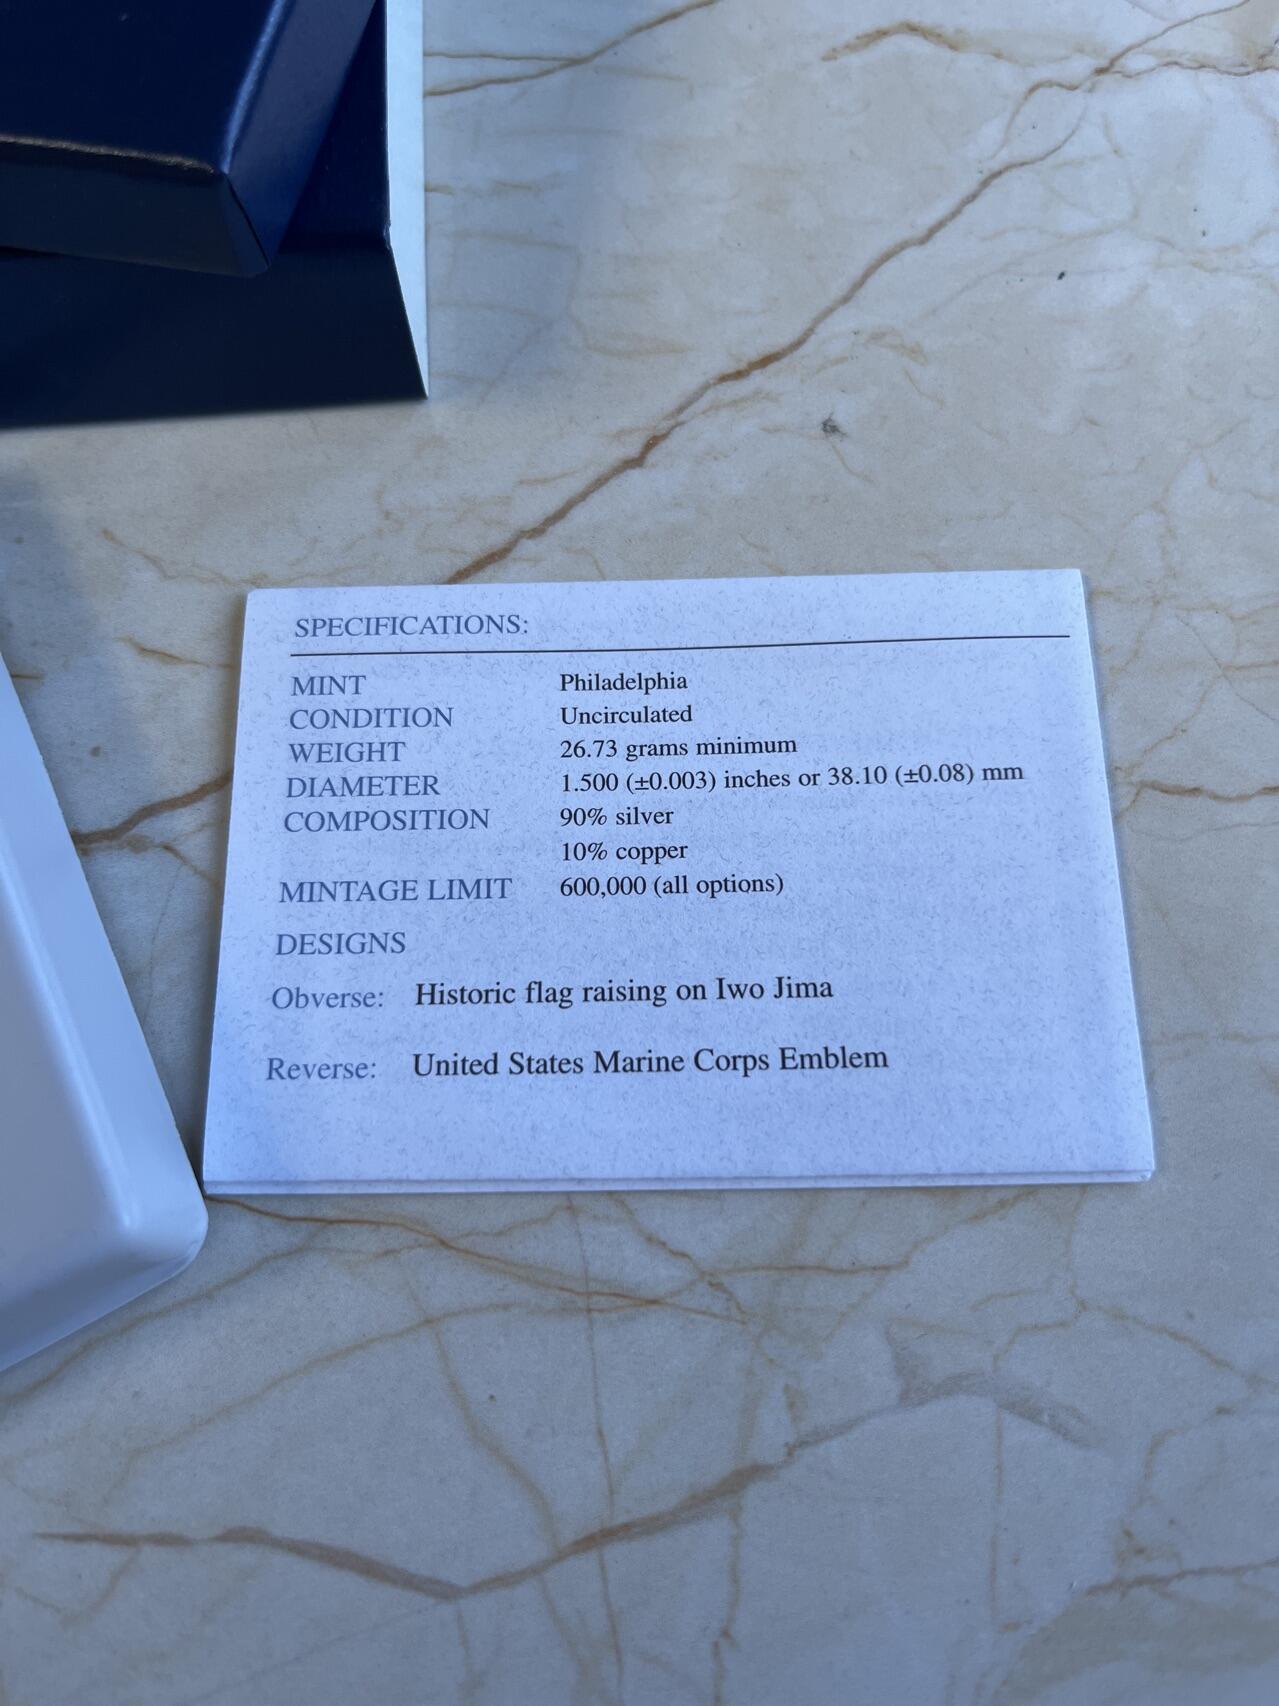 SPECIFICATIONS:
MINT Philadelphia
CONDITION Uncirculated
WEIGHT 26.73 grams minimum
DIAMETER 1.500 (±0.003) inches or 38.10 (±0.08) mm
COMPOSITION 90% silver
10% copper
MINTAGE LIMIT 600,000 (all options)
DESIGNS
Obverse: Historic flag raising on Iwo Jima
Reverse: United States Marine Corps Emblem